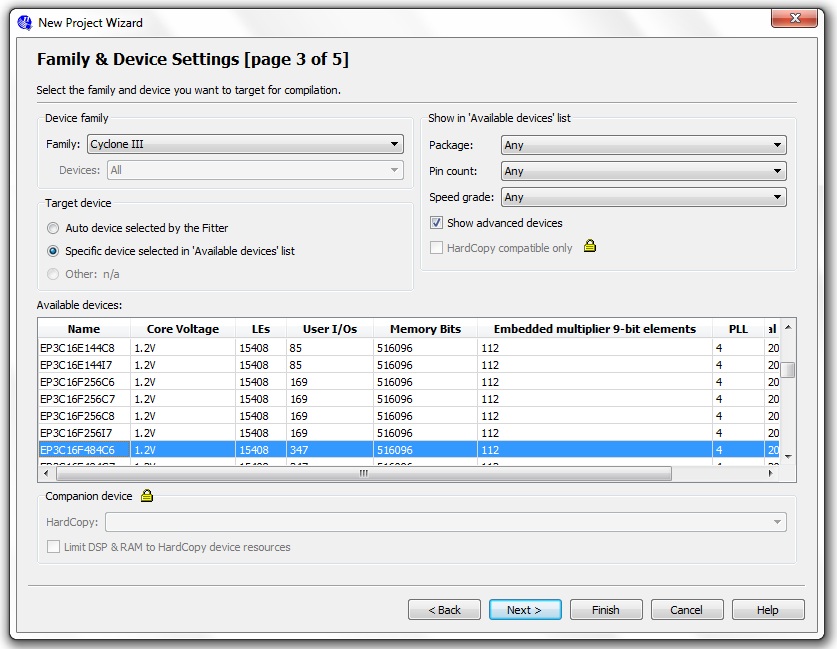 New Project Wizard
Family & Device Settings [page 3 of 5]
Select the family and device you want to target for compilation.
Device family
Family: Cyclone III
Devices: All
Target device
Auto device selected by the Fitter
Specific device selected in 'Available devices' list
Other: n/a
Show in 'Available devices' list
Package: Any
Pin count: Any
Speed grade: Any
Show advanced devices
HardCopy compatible only
Available devices:
Name Core Voltage LEs User I/Os Memory Bits Embedded multiplier 9-bit elements PLL al
EP3C16E144C8 1.2V 15408 85 516096 112 4 20
EP3C16E144I7 1.2V 15408 85 516096 112 4 20
EP3C16F256C6 1.2V 15408 169 516096 112 4 20
EP3C16F256C7 1.2V 15408 169 516096 112 4 20
EP3C16F256C8 1.2V 15408 169 516096 112 4 20
EP3C16F256I7 1.2V 15408 169 516096 112 4 20
EP3C16F484C6 1.2V 15408 347 516096 112 4 20
Companion device
HardCopy:
Limit DSP & RAM to HardCopy device resources
< Back Next > Finish Cancel Help